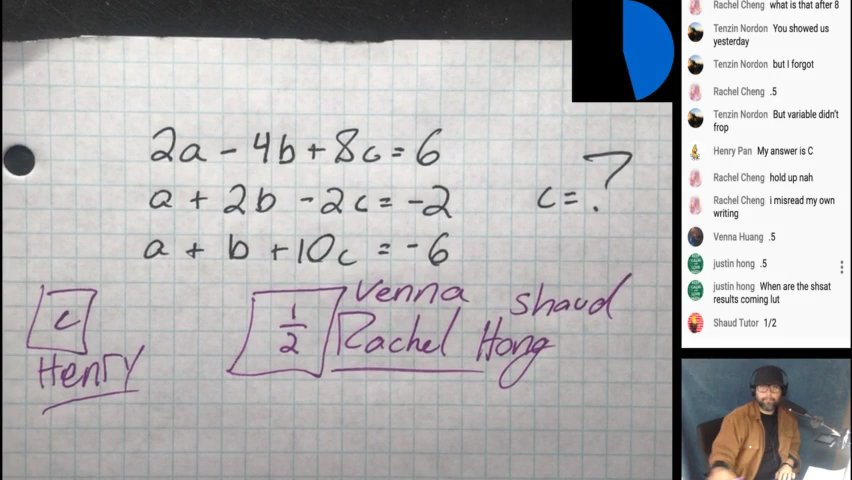 2a - 4b + 8c = 6
a + 2b - 2c = -2
a + b + 10c = -6
c = ?
c
Henry
1/2
Venna
Rachel
Shaud
Hong
Rachel Cheng what is that after 8
Tenzin Nordon You showed us
yesterday
Tenzin Nordon but I forgot
Rachel Cheng .5
Tenzin Nordon But variable didn't
frop
Henry Pan My answer is C
Rachel Cheng hold up nah
Rachel Cheng i misread my own
writing
Venna Huang .5
justin hong .5
justin hong When are the shsat
results coming lut
Shaud Tutor 1/2